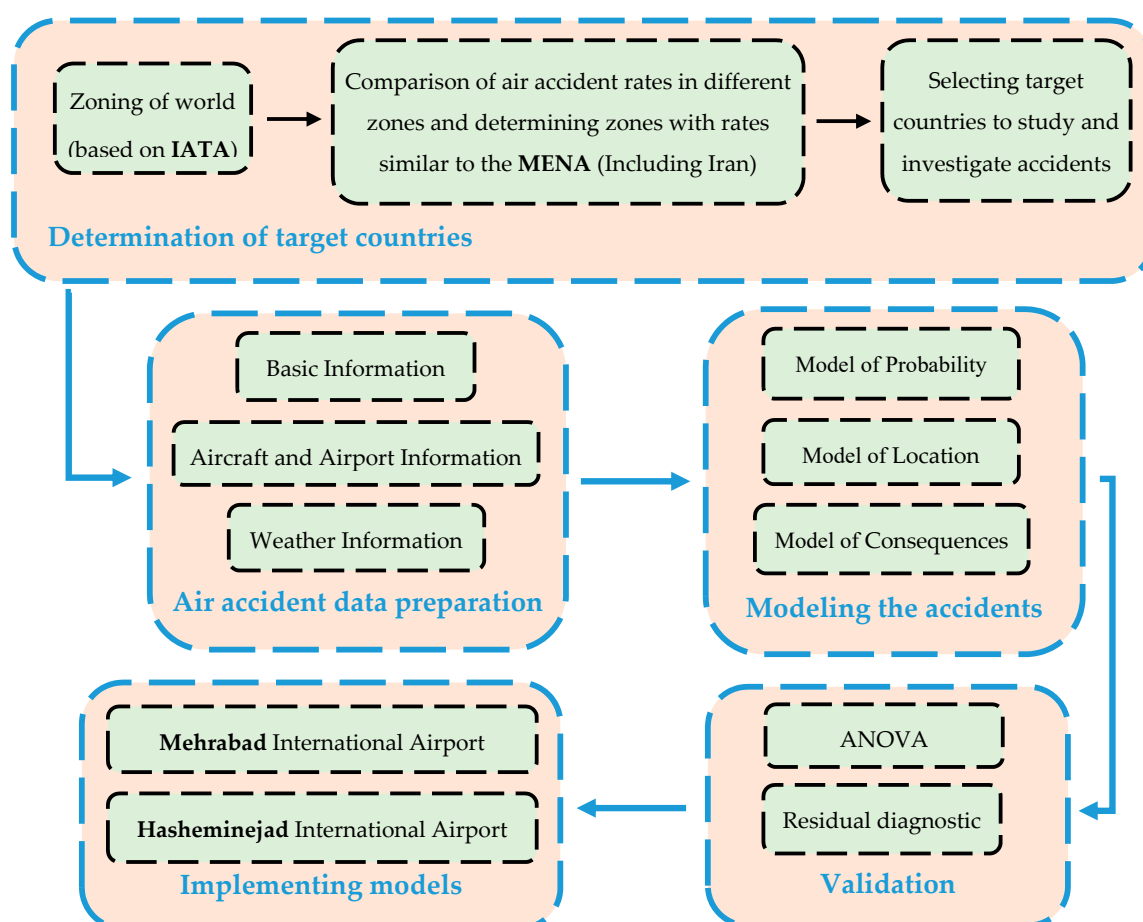 Zoning of world
(based on IATA)
Comparison of air accident rates in different
zones and determining zones with rates
similar to the MENA (Including Iran)
Selecting target
countries to study and
investigate accidents
Determination of target countries
Basic Information
Aircraft and Airport Information
Weather Information
Air accident data preparation
Model of Probability
Model of Location
Model of Consequences
Modeling the accidents
Mehrabad International Airport
Hasheminejad International Airport
Implementing models
ANOVA
Residual diagnostic
Validation